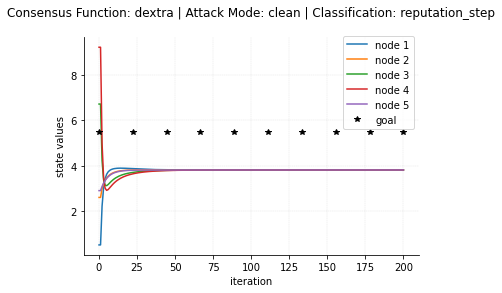 Consensus Function: dextra | Attack Mode: clean | Classification: reputation_step
node 1
node 2
node 3
node 4
node 5
goal
state values
8
6
4
2
0 25 50 75 100 125 150 175 200
iteration